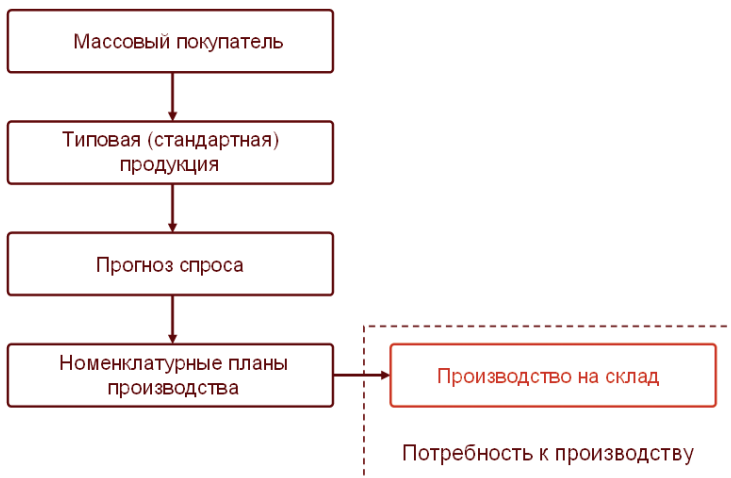 Массовый покупатель
Типовая (стандартная)
продукция
Прогноз спроса
Номенклатурные планы
производства
Производство на склад
Потребность к производству